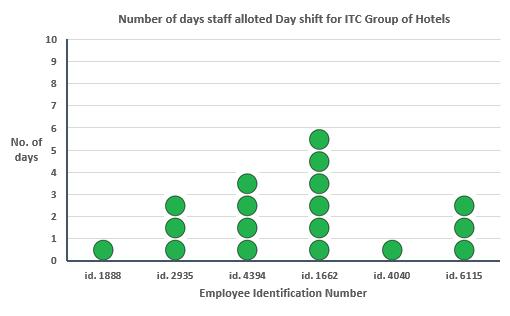 Number of days staff alloted Day shift for ITC Group of Hotels
10
9
8
7
6
5
4
3
2
1
0
No. of
days
id. 1888 id. 2935 id. 4394 id. 1662 id. 4040 id. 6115
Employee Identification Number